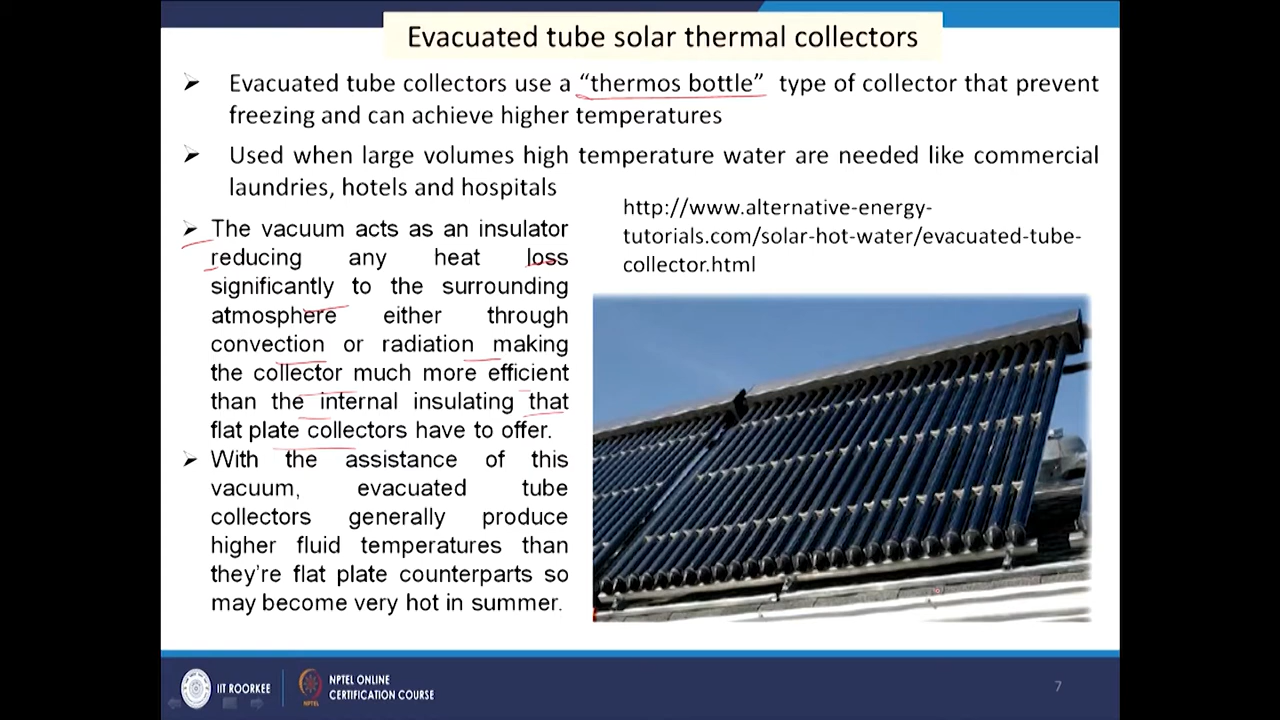 Evacuated tube solar thermal collectors
➢ Evacuated tube collectors use a “thermos bottle” type of collector that prevent
freezing and can achieve higher temperatures
➢ Used when large volumes high temperature water are needed like commercial
laundries, hotels and hospitals
➢ The vacuum acts as an insulator
reducing any heat loss
significantly to the surrounding
atmosphere either through
convection or radiation making
the collector much more efficient
than the internal insulating that
flat plate collectors have to offer.
➢ With the assistance of this
vacuum, evacuated tube
collectors generally produce
higher fluid temperatures than
they’re flat plate counterparts so
may become very hot in summer.
http://www.alternative-energy-
tutorials.com/solar-hot-water/evacuated-tube-
collector.html
IIT ROORKEE
NPTEL
NPTEL ONLINE
CERTIFICATION COURSE
7